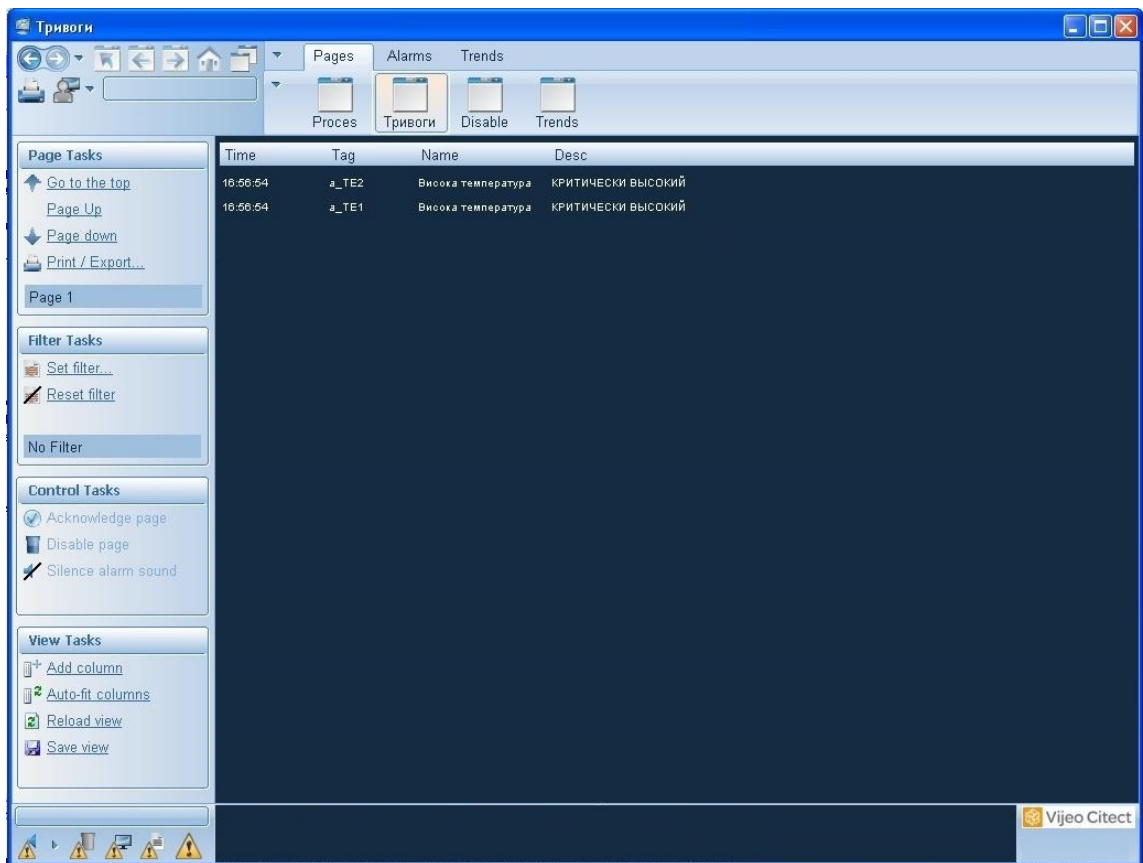 Тривоги
Pages Alarms Trends
Proces Тривоги Disable Trends
Page Tasks
Go to the top
Page Up
Page down
Print / Export...
Page 1
Filter Tasks
Set filter...
Reset filter
No Filter
Control Tasks
Acknowledge page
Disable page
Silence alarm sound
View Tasks
Add column
Auto-fit columns
Reload view
Save view
Time Tag Name Desc
16:56:54 a_TE2 Висока температура КРИТИЧЕСКИ ВЫСОКИЙ
16:56:54 a_TE1 Висока температура КРИТИЧЕСКИ ВЫСОКИЙ
Vijeo Citect